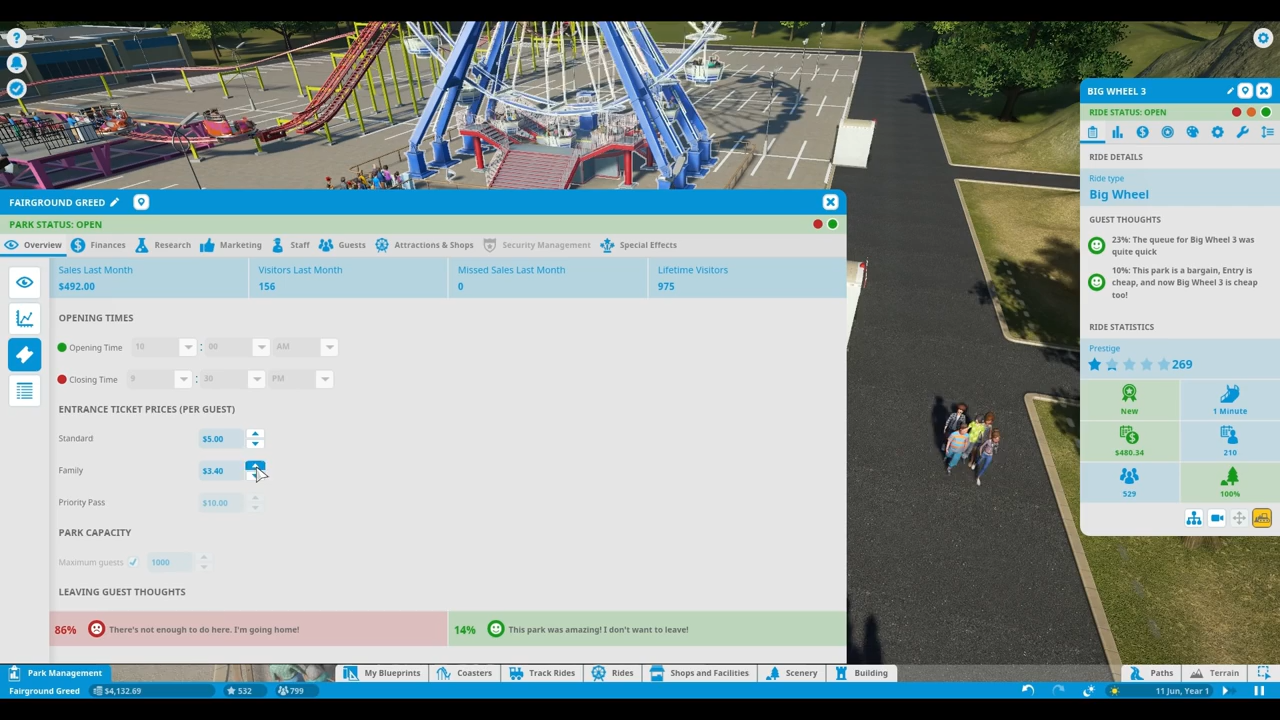 BIG WHEEL 3
RIDE STATUS: OPEN
RIDE DETAILS
Ride type
Big Wheel
GUEST THOUGHTS
23%: The queue for Big Wheel 3 was
quite quick
10%: This park is a bargain, Entry is
cheap, and now Big Wheel 3 is cheap
too!
RIDE STATISTICS
Prestige
269
New
1 Minute
$480.34
210
529
100%
FAIRGROUND GREED
PARK STATUS: OPEN
Overview
Finances
Research
Marketing
Staff
Guests
Attractions & Shops
Security Management
Special Effects
Sales Last Month
$492.00
Visitors Last Month
156
Missed Sales Last Month
0
Lifetime Visitors
975
OPENING TIMES
Opening Time 10 : 00 AM
Closing Time 9 : 30 PM
ENTRANCE TICKET PRICES (PER GUEST)
Standard $5.00
Family $3.40
Priority Pass $10.00
PARK CAPACITY
Maximum guests 1000
LEAVING GUEST THOUGHTS
86% There's not enough to do here. I'm going home!
14% This park was amazing! I don't want to leave!
Park Management
My Blueprints
Coasters
Track Rides
Rides
Shops and Facilities
Scenery
Building
Paths
Terrain
Fairground Greed
$4,132.69
532
799
11 Jun, Year 1